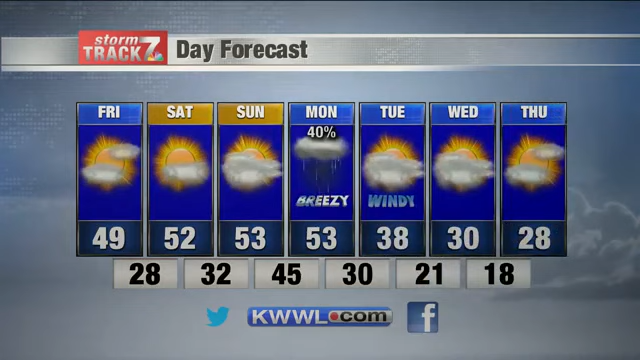 storm
TRACK 7
Day Forecast
FRI SAT SUN MON TUE WED THU
40%
BREEZY WINDY
49 52 53 53 38 30 28
28 32 45 30 21 18
KWWL.com f